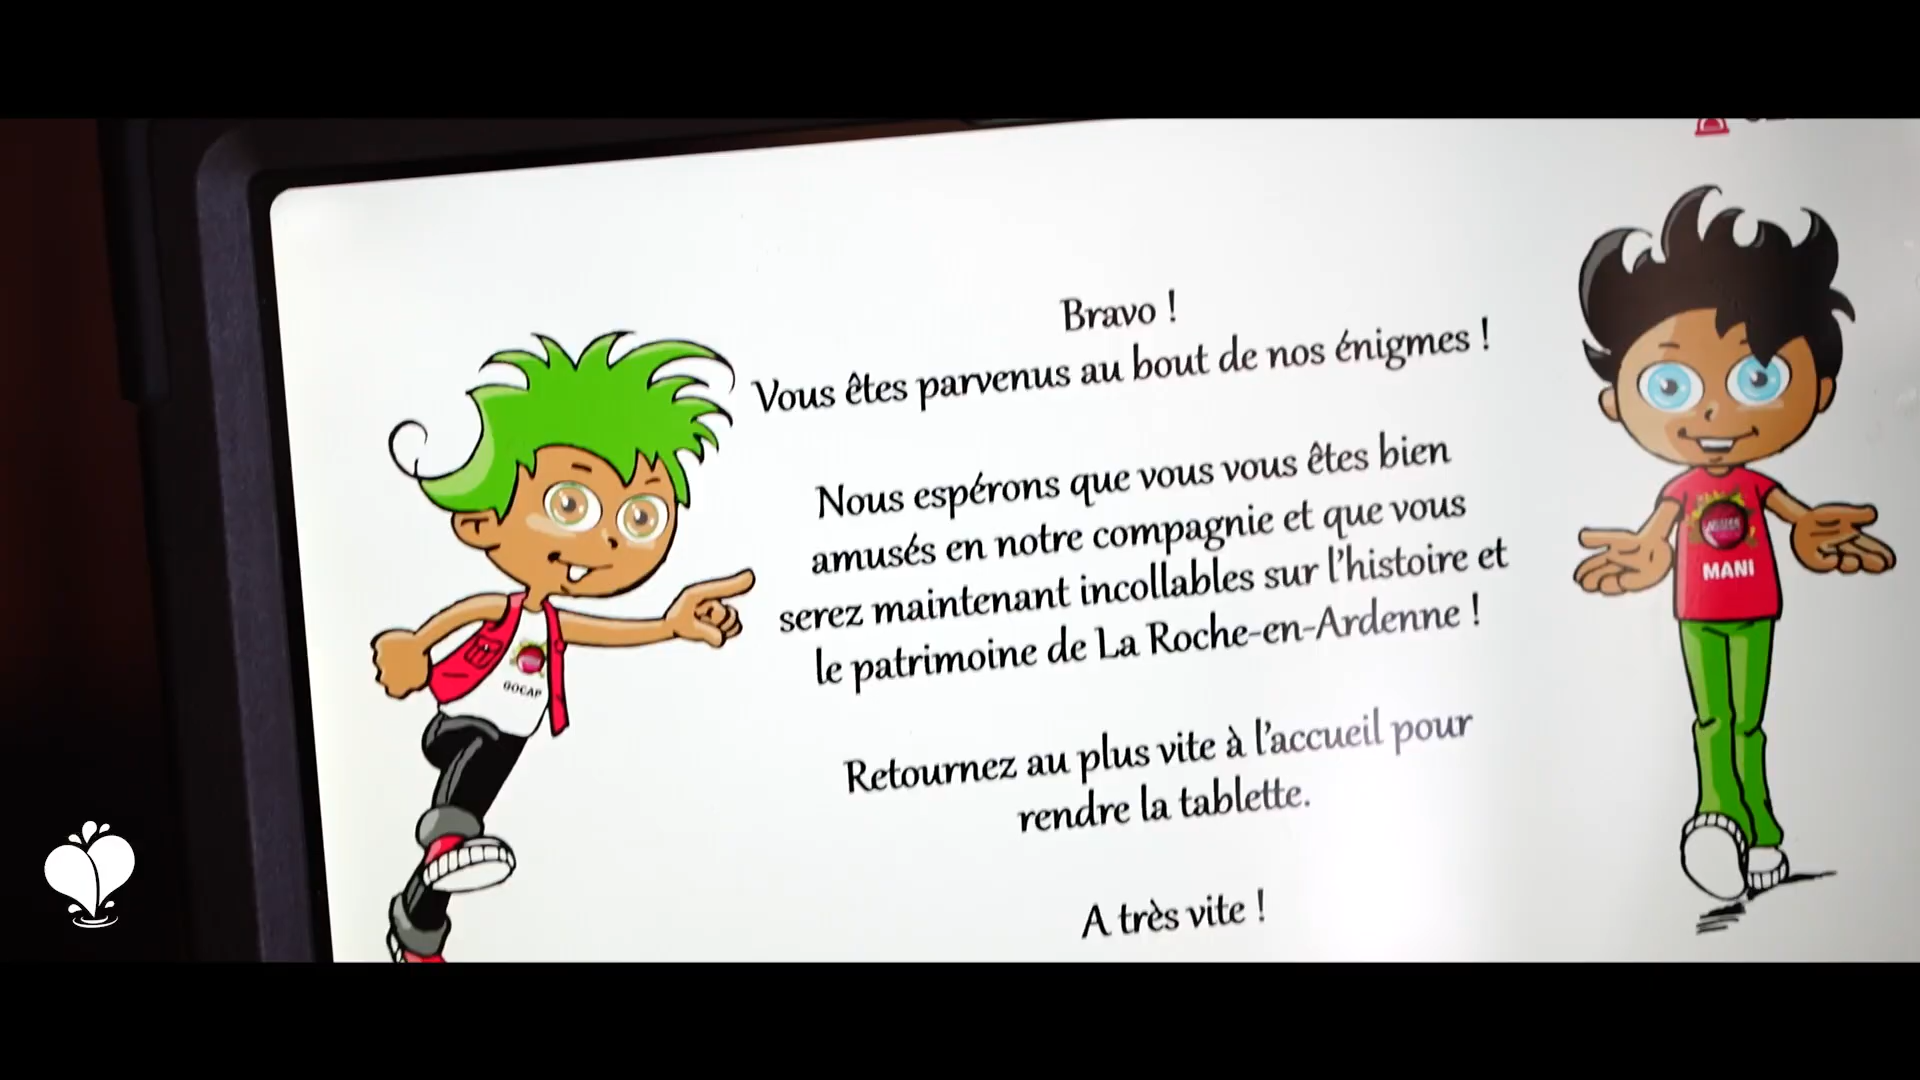 Bravo !
Vous êtes parvenus au bout de nos énigmes !
Nous espérons que vous vous êtes bien
amusés en notre compagnie et que vous
serez maintenant incollables sur l'histoire et
le patrimoine de La Roche-en-Ardenne !
Retournez au plus vite à l'accueil pour
rendre la tablette.
A très vite !
GOCAP
MANI